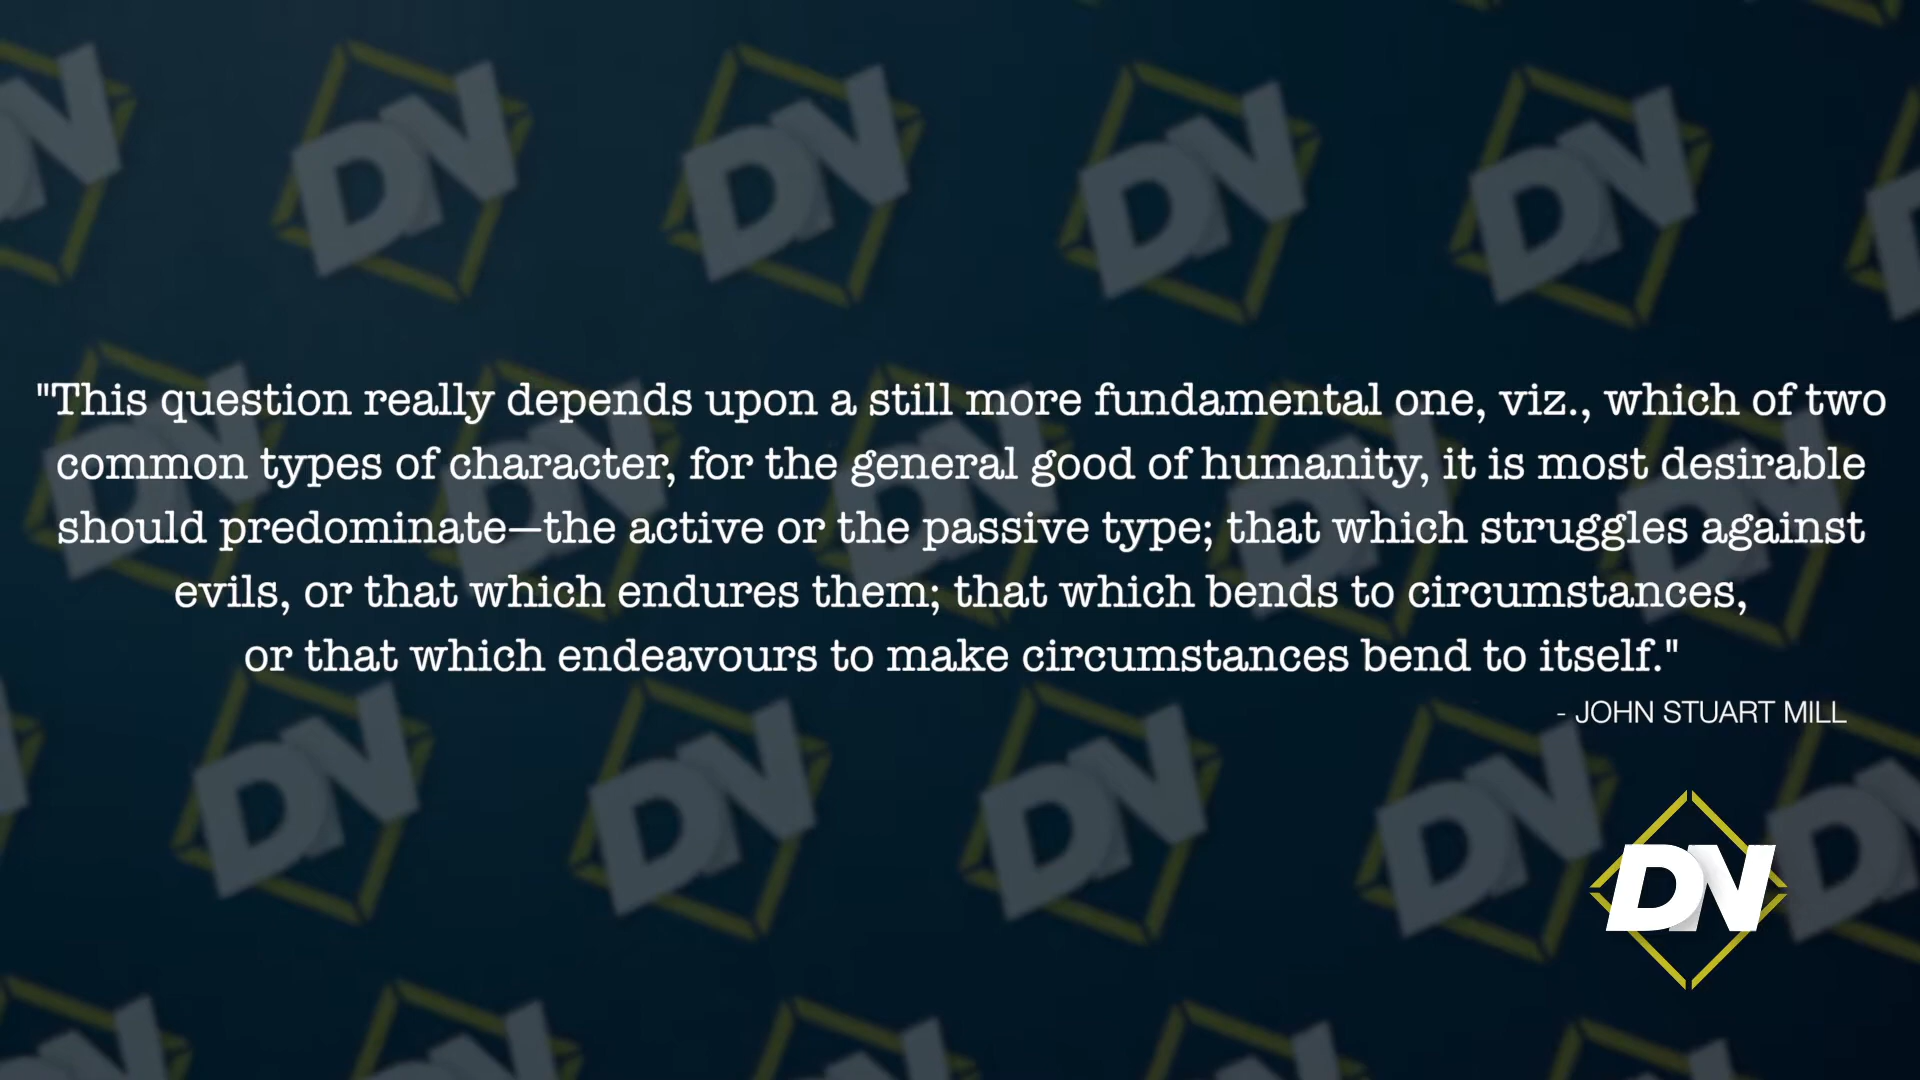 "This question really depends upon a still more fundamental one, viz., which of two
common types of character, for the general good of humanity, it is most desirable
should predominate—the active or the passive type; that which struggles against
evils, or that which endures them; that which bends to circumstances,
or that which endeavours to make circumstances bend to itself."
- JOHN STUART MILL
DN